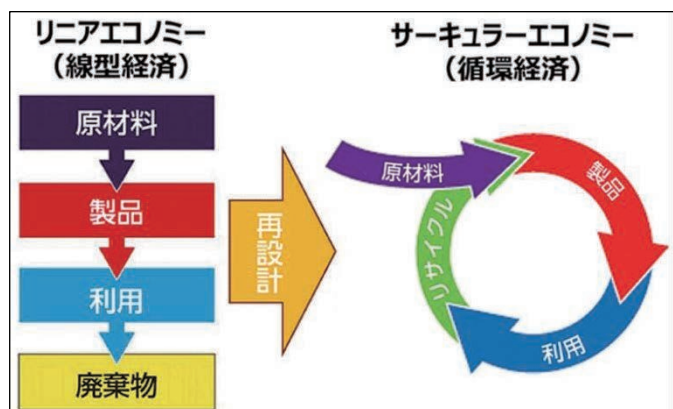 リニアエコノミー
（線型経済）
原材料
製品
利用
廃棄物
再設計
サーキュラーエコノミー
（循環経済）
原材料
製品
利用
リサイクル